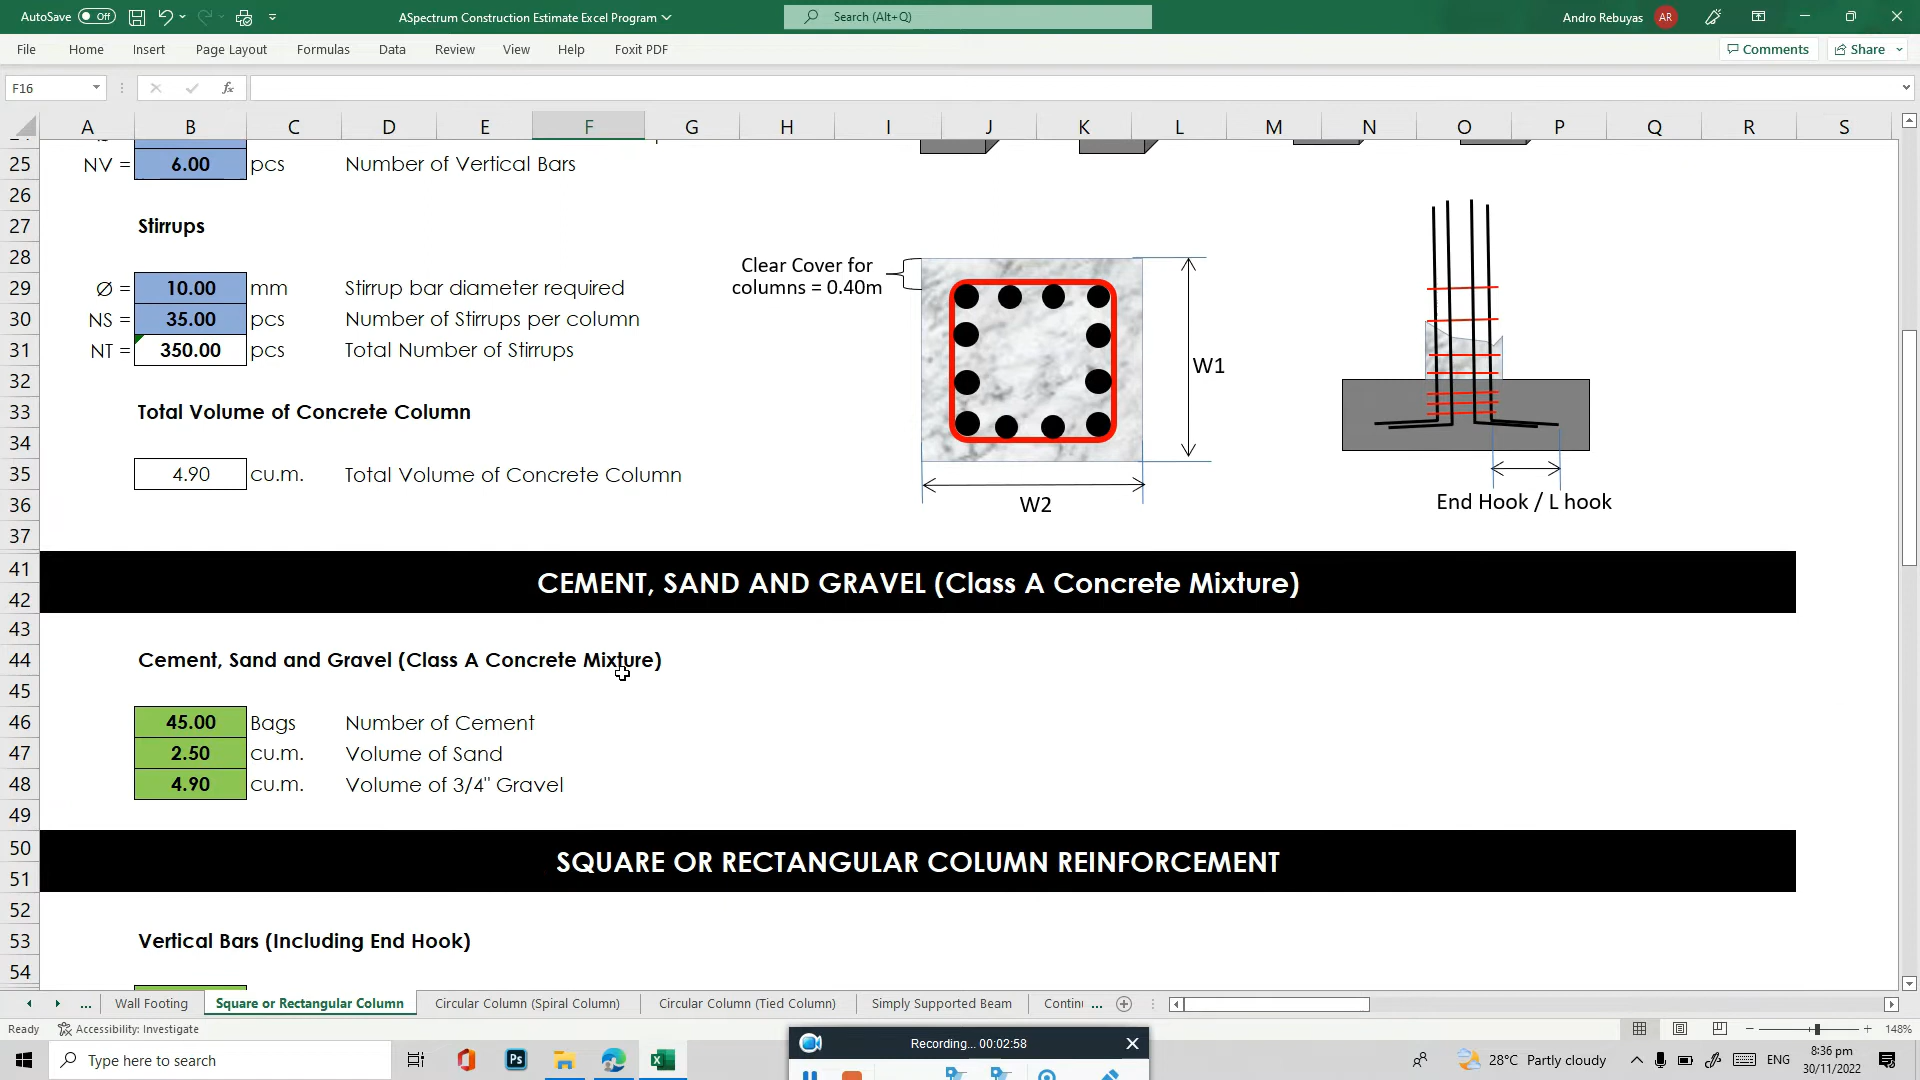 AutoSave Off
ASpectrum Construction Estimate Excel Program
Search (Alt+Q)
Andro Rebuyas AR
File Home Insert Page Layout Formulas Data Review View Help Foxit PDF
Comments Share
F16 fx
A B C D E F G H I J K L M N O P Q R S
25 NV = 6.00 pcs Number of Vertical Bars
26
27 Stirrups
28
29 Ø = 10.00 mm Stirrup bar diameter required
30 NS = 35.00 pcs Number of Stirrups per column
31 NT = 350.00 pcs Total Number of Stirrups
32
33 Total Volume of Concrete Column
34
35 4.90 cu.m. Total Volume of Concrete Column
36
37
Clear Cover for
columns = 0.40m
W1
W2
End Hook / L hook
41
42
CEMENT, SAND AND GRAVEL (Class A Concrete Mixture)
43
44 Cement, Sand and Gravel (Class A Concrete Mixture)
45
46 45.00 Bags Number of Cement
47 2.50 cu.m. Volume of Sand
48 4.90 cu.m. Volume of 3/4" Gravel
49
50
51
SQUARE OR RECTANGULAR COLUMN REINFORCEMENT
52
53 Vertical Bars (Including End Hook)
54
... Wall Footing Square or Rectangular Column Circular Column (Spiral Column) Circular Column (Tied Column) Simply Supported Beam Continu ...
Ready Accessibility: Investigate
148%
Recording... 00:02:58
Type here to search
Ps
28°C Partly cloudy
ENG
8:36 pm
30/11/2022